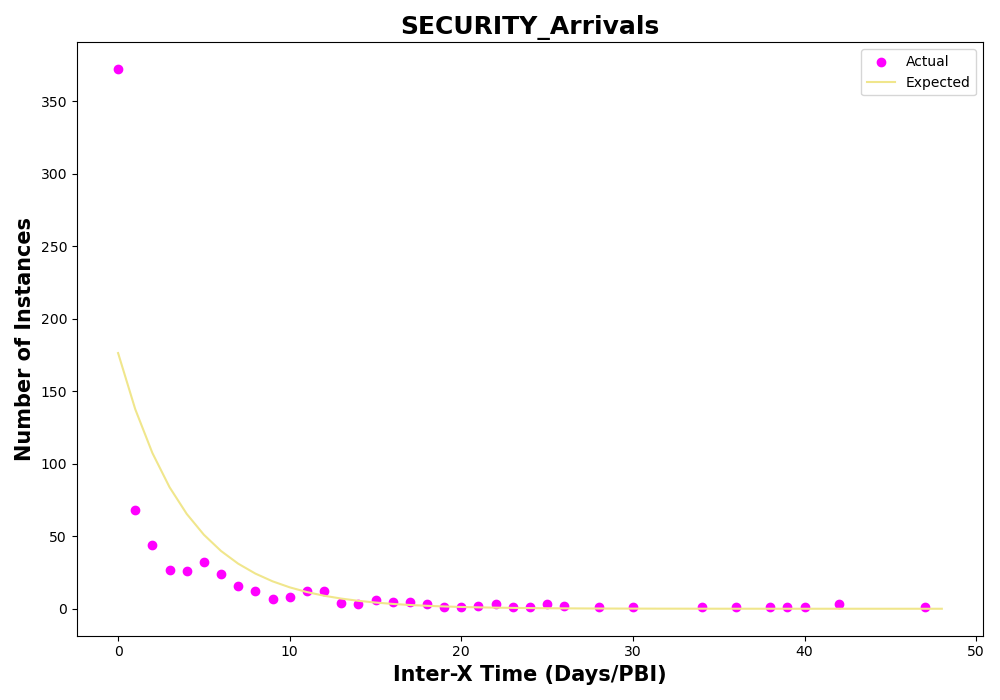 SECURITY_Arrivals
Actual
Expected
Number of Instances
350
300
250
200
150
100
50
0
0 10 20 30 40 50
Inter-X Time (Days/PBI)